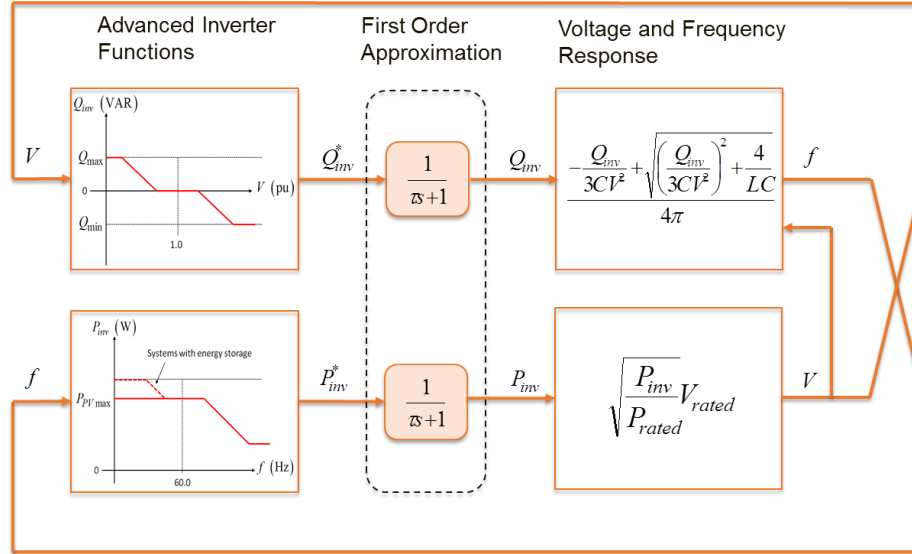 Advanced Inverter
Functions
First Order
Approximation
Voltage and Frequency
Response
Q_inv (VAR)
Q_max
0
Q_min
V (pu)
1.0
V
Q*_inv
1
τs+1
Q_inv
-Q_inv/3CV² + √((Q_inv/3CV²)² + 4/LC)
4π
f
P_inv (W)
Systems with energy storage
P_PV max
0
f (Hz)
60.0
f
P*_inv
1
τs+1
P_inv
√(P_inv/P_rated) V_rated
V